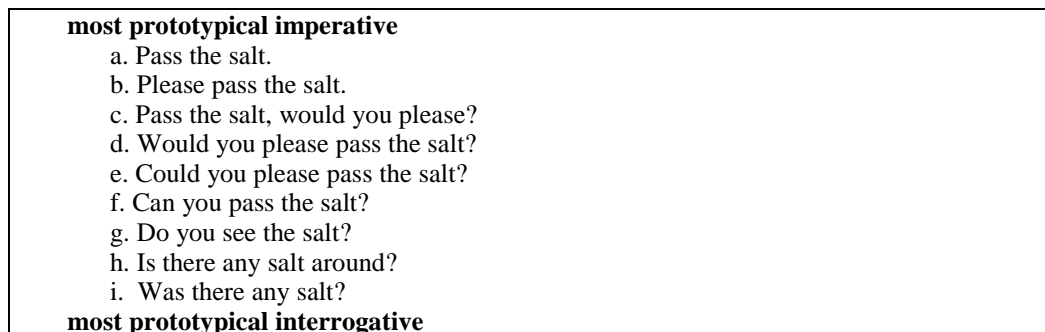 most prototypical imperative
a. Pass the salt.
b. Please pass the salt.
c. Pass the salt, would you please?
d. Would you please pass the salt?
e. Could you please pass the salt?
f. Can you pass the salt?
g. Do you see the salt?
h. Is there any salt around?
i. Was there any salt?
most prototypical interrogative